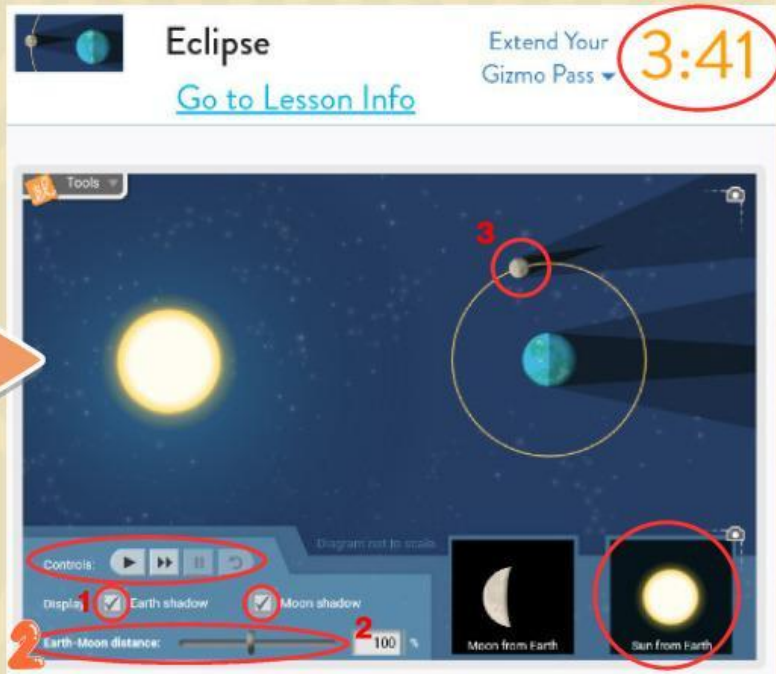 Eclipse
Go to Lesson Info
Extend Your
Gizmo Pass
3:41
Tools
3
Diagram not to scale
Controls:
Display
1
Earth shadow
Moon shadow
2
Earth-Moon distance:
2
100 %
Moon from Earth
Sun from Earth